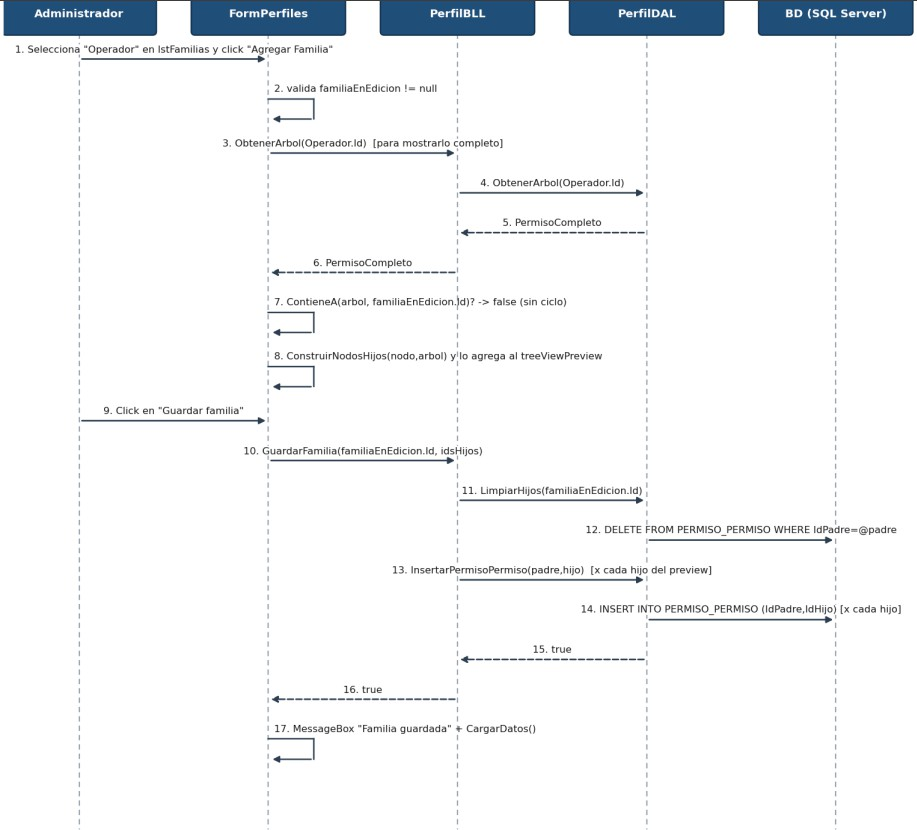 Administrador
FormPerfiles
PerfilBLL
PerfilDAL
BD (SQL Server)
1. Selecciona "Operador" en lstFamilias y click "Agregar Familia"
2. valida familiaEnEdicion != null
3. ObtenerArbol(Operador.Id)  [para mostrarlo completo]
4. ObtenerArbol(Operador.Id)
5. PermisoCompleto
6. PermisoCompleto
7. ContieneA(arbol, familiaEnEdicion.Id)? -> false (sin ciclo)
8. ConstruirNodosHijos(nodo,arbol) y lo agrega al treeViewPreview
9. Click en "Guardar familia"
10. GuardarFamilia(familiaEnEdicion.Id, idsHijos)
11. LimpiarHijos(familiaEnEdicion.Id)
12. DELETE FROM PERMISO_PERMISO WHERE IdPadre=@padre
13. InsertarPermisoPermiso(padre,hijo)  [x cada hijo del preview]
14. INSERT INTO PERMISO_PERMISO (IdPadre,IdHijo) [x cada hijo]
15. true
16. true
17. MessageBox "Familia guardada" + CargarDatos()